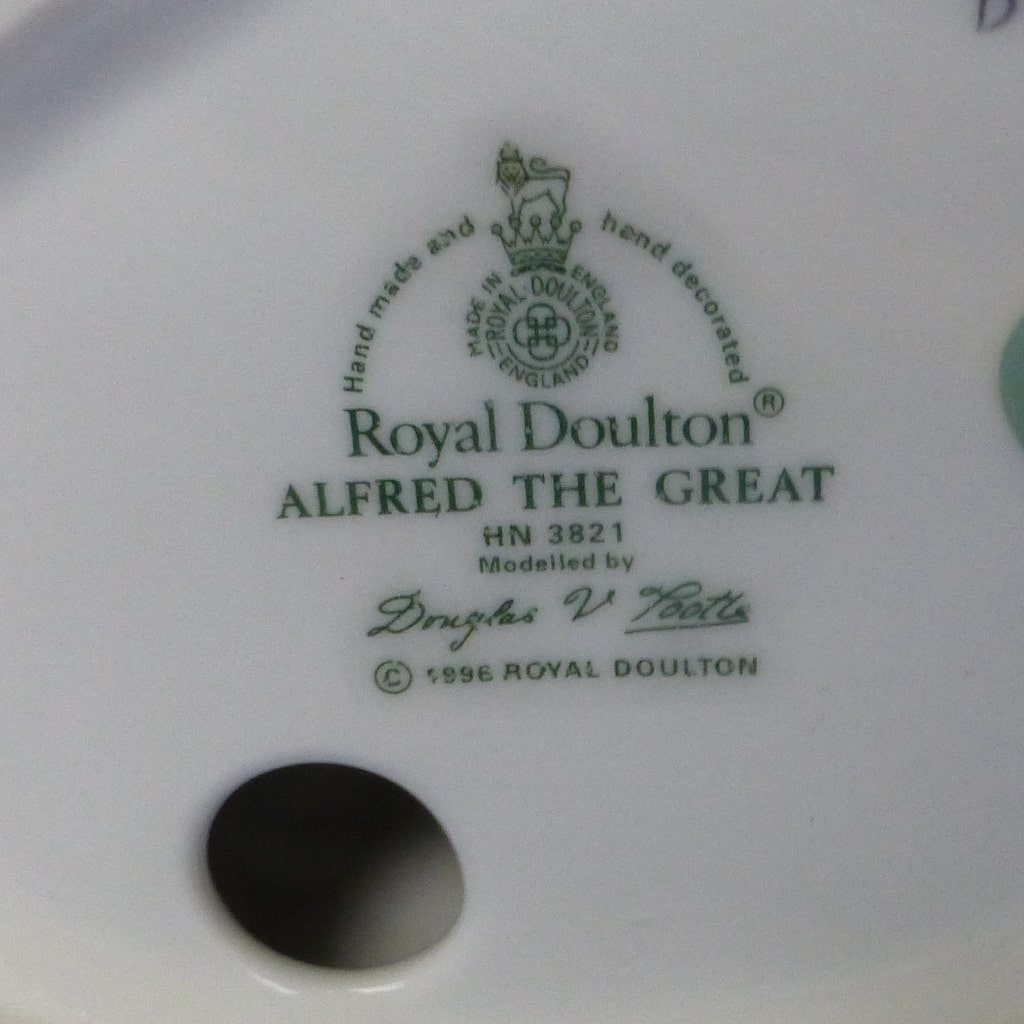 Hand made and hand decorated
MADE IN ENGLAND
ROYAL DOULTON
ENGLAND
Royal Doulton®
ALFRED THE GREAT
HN 3821
Modelled by
Douglas V Tootle
© 1996 ROYAL DOULTON